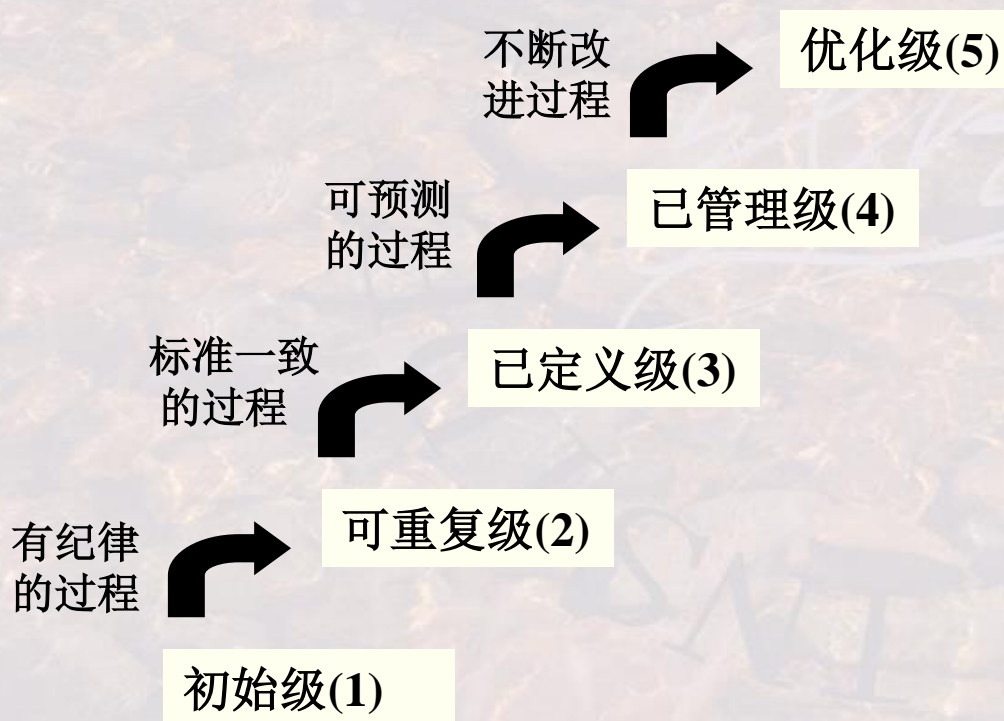 不断改
进过程
优化级(5)
可预测
的过程
已管理级(4)
标准一致
的过程
已定义级(3)
有纪律
的过程
可重复级(2)
初始级(1)